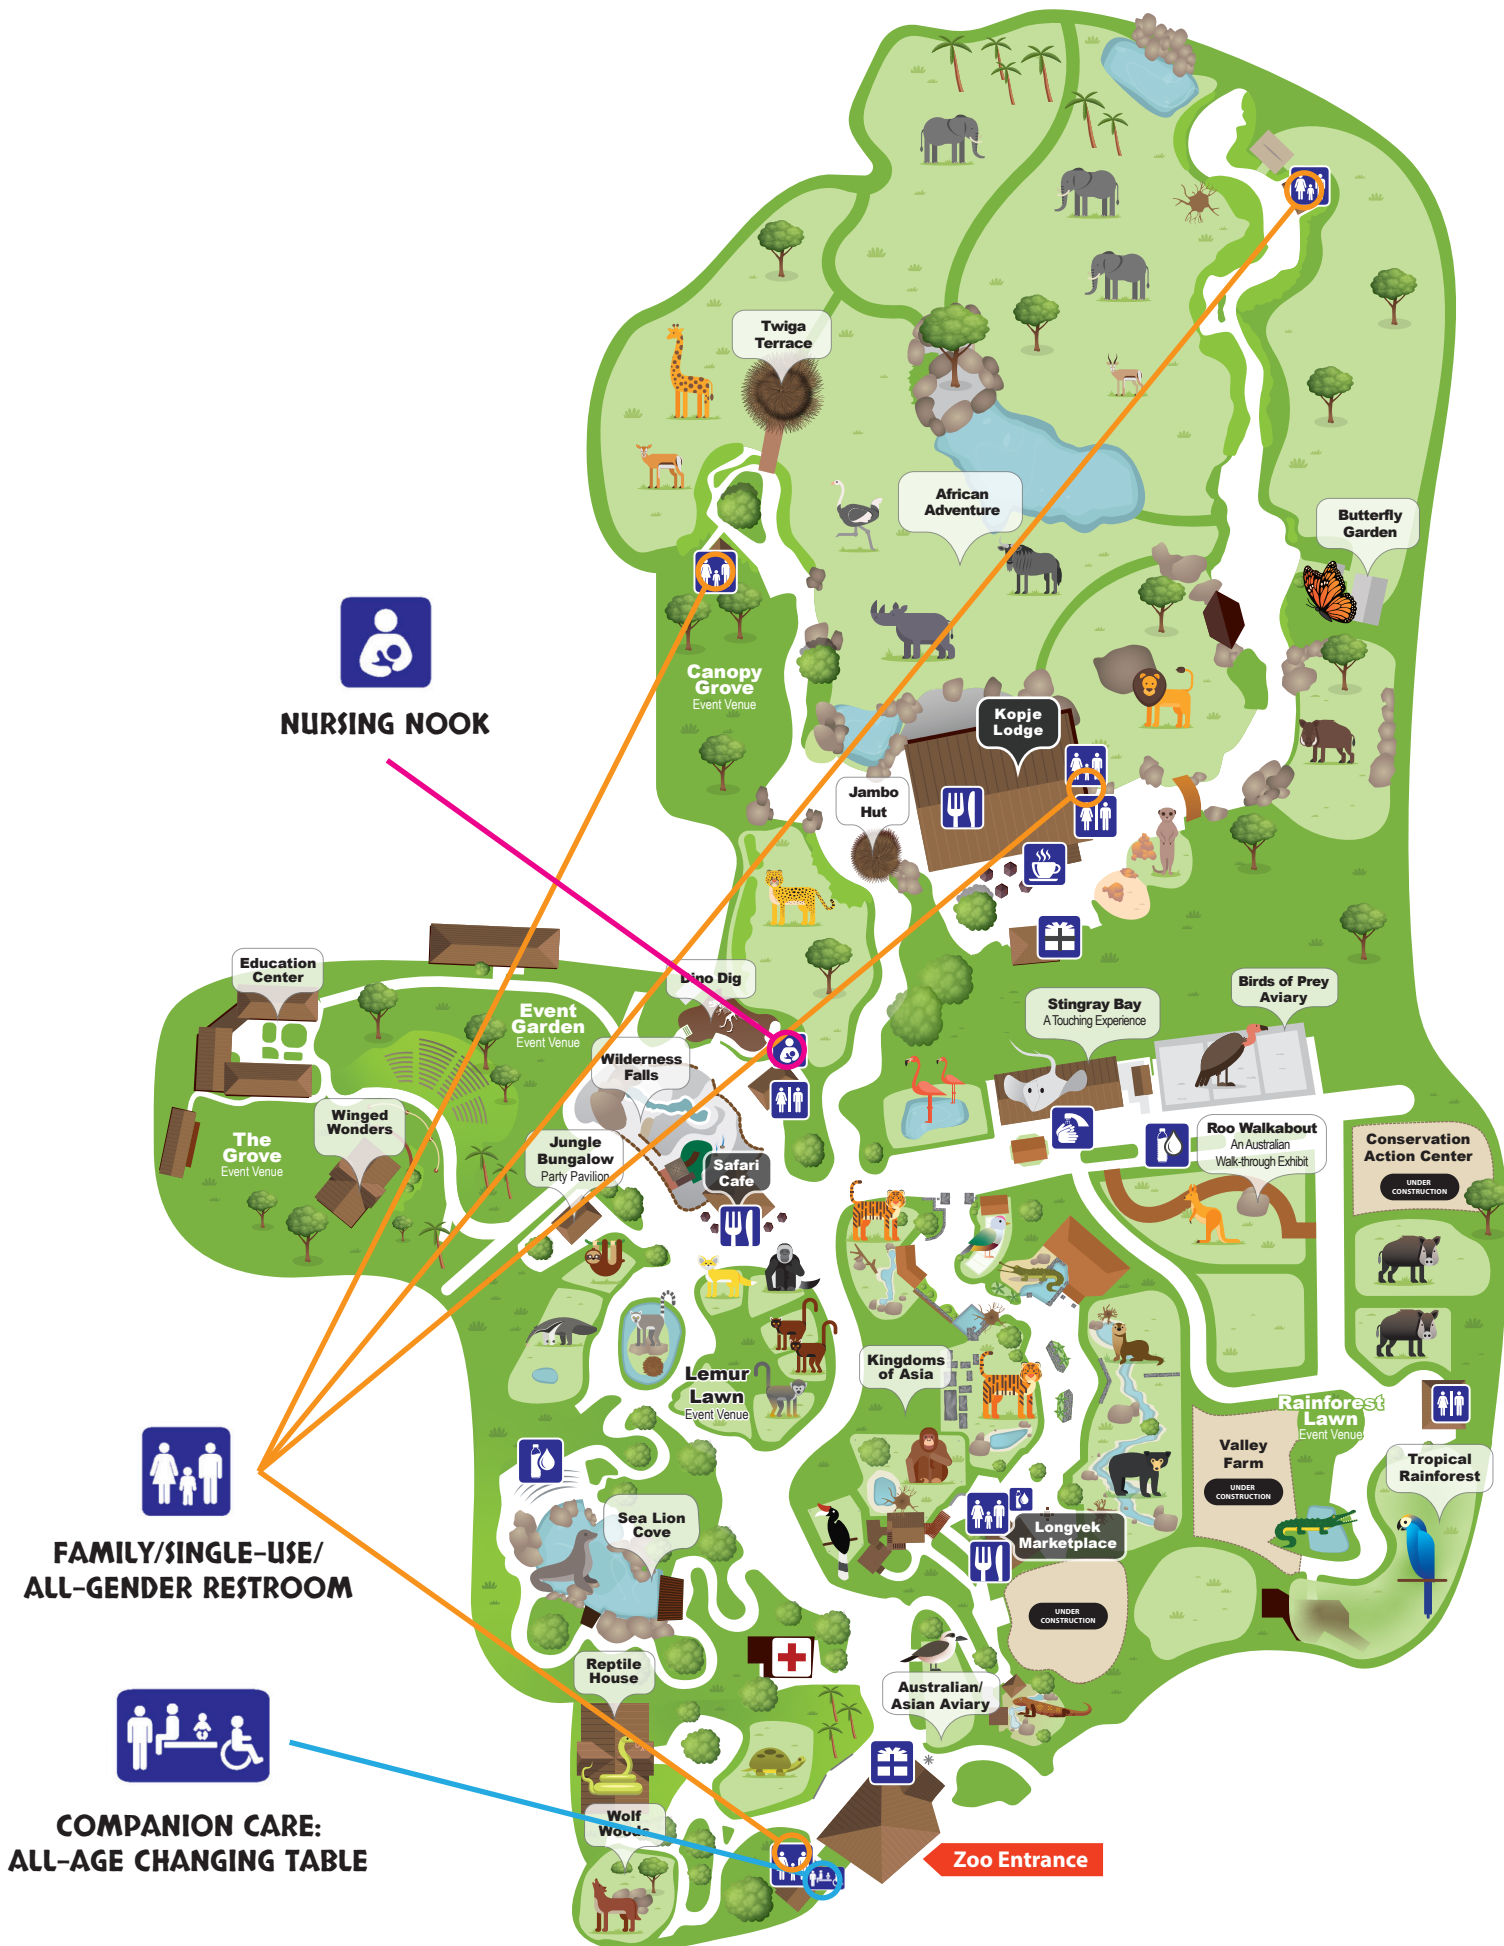 Twiga
Terrace
African
Adventure
Butterfly
Garden
NURSING NOOK
Canopy
Grove
Event Venue
Kopje
Lodge
Jambo
Hut
Education
Center
Dino Dig
Event
Garden
Event Venue
Stingray Bay
A Touching Experience
Birds of Prey
Aviary
Wilderness
Falls
Winged
Wonders
The
Grove
Event Venue
Jungle
Bungalow
Party Pavilion
Safari
Cafe
Roo Walkabout
An Australian
Walk-through Exhibit
Conservation
Action Center
UNDER
CONSTRUCTION
Kingdoms
of Asia
Lemur
Lawn
Event Venue
Rainforest
Lawn
Event Venue
Valley
Farm
UNDER
CONSTRUCTION
Tropical
Rainforest
Sea Lion
Cove
Longvek
Marketplace
FAMILY/SINGLE-USE/
ALL-GENDER RESTROOM
UNDER
CONSTRUCTION
Reptile
House
Australian/
Asian Aviary
*
Wolf
Woods
COMPANION CARE:
ALL-AGE CHANGING TABLE
Zoo Entrance